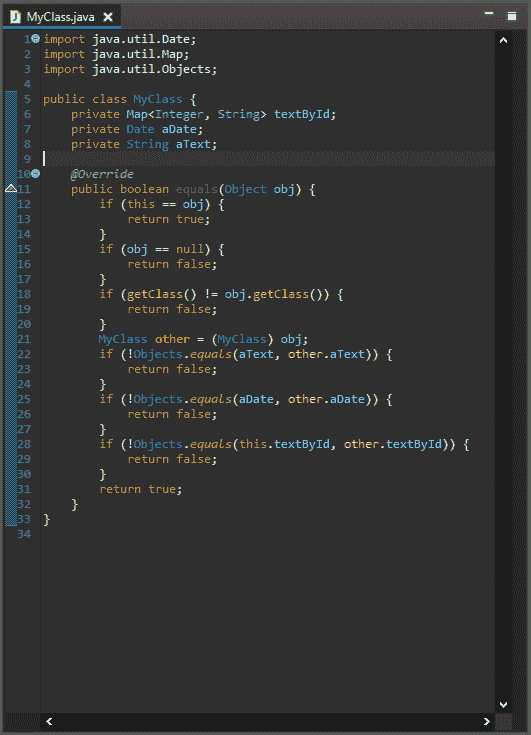 MyClass.java
1 import java.util.Date;
2 import java.util.Map;
3 import java.util.Objects;
4
5 public class MyClass {
6     private Map<Integer, String> textById;
7     private Date aDate;
8     private String aText;
9
10     @Override
11     public boolean equals(Object obj) {
12         if (this == obj) {
13             return true;
14         }
15         if (obj == null) {
16             return false;
17         }
18         if (getClass() != obj.getClass()) {
19             return false;
20         }
21         MyClass other = (MyClass) obj;
22         if (!Objects.equals(aText, other.aText)) {
23             return false;
24         }
25         if (!Objects.equals(aDate, other.aDate)) {
26             return false;
27         }
28         if (!Objects.equals(this.textById, other.textById)) {
29             return false;
30         }
31         return true;
32     }
33 }
34